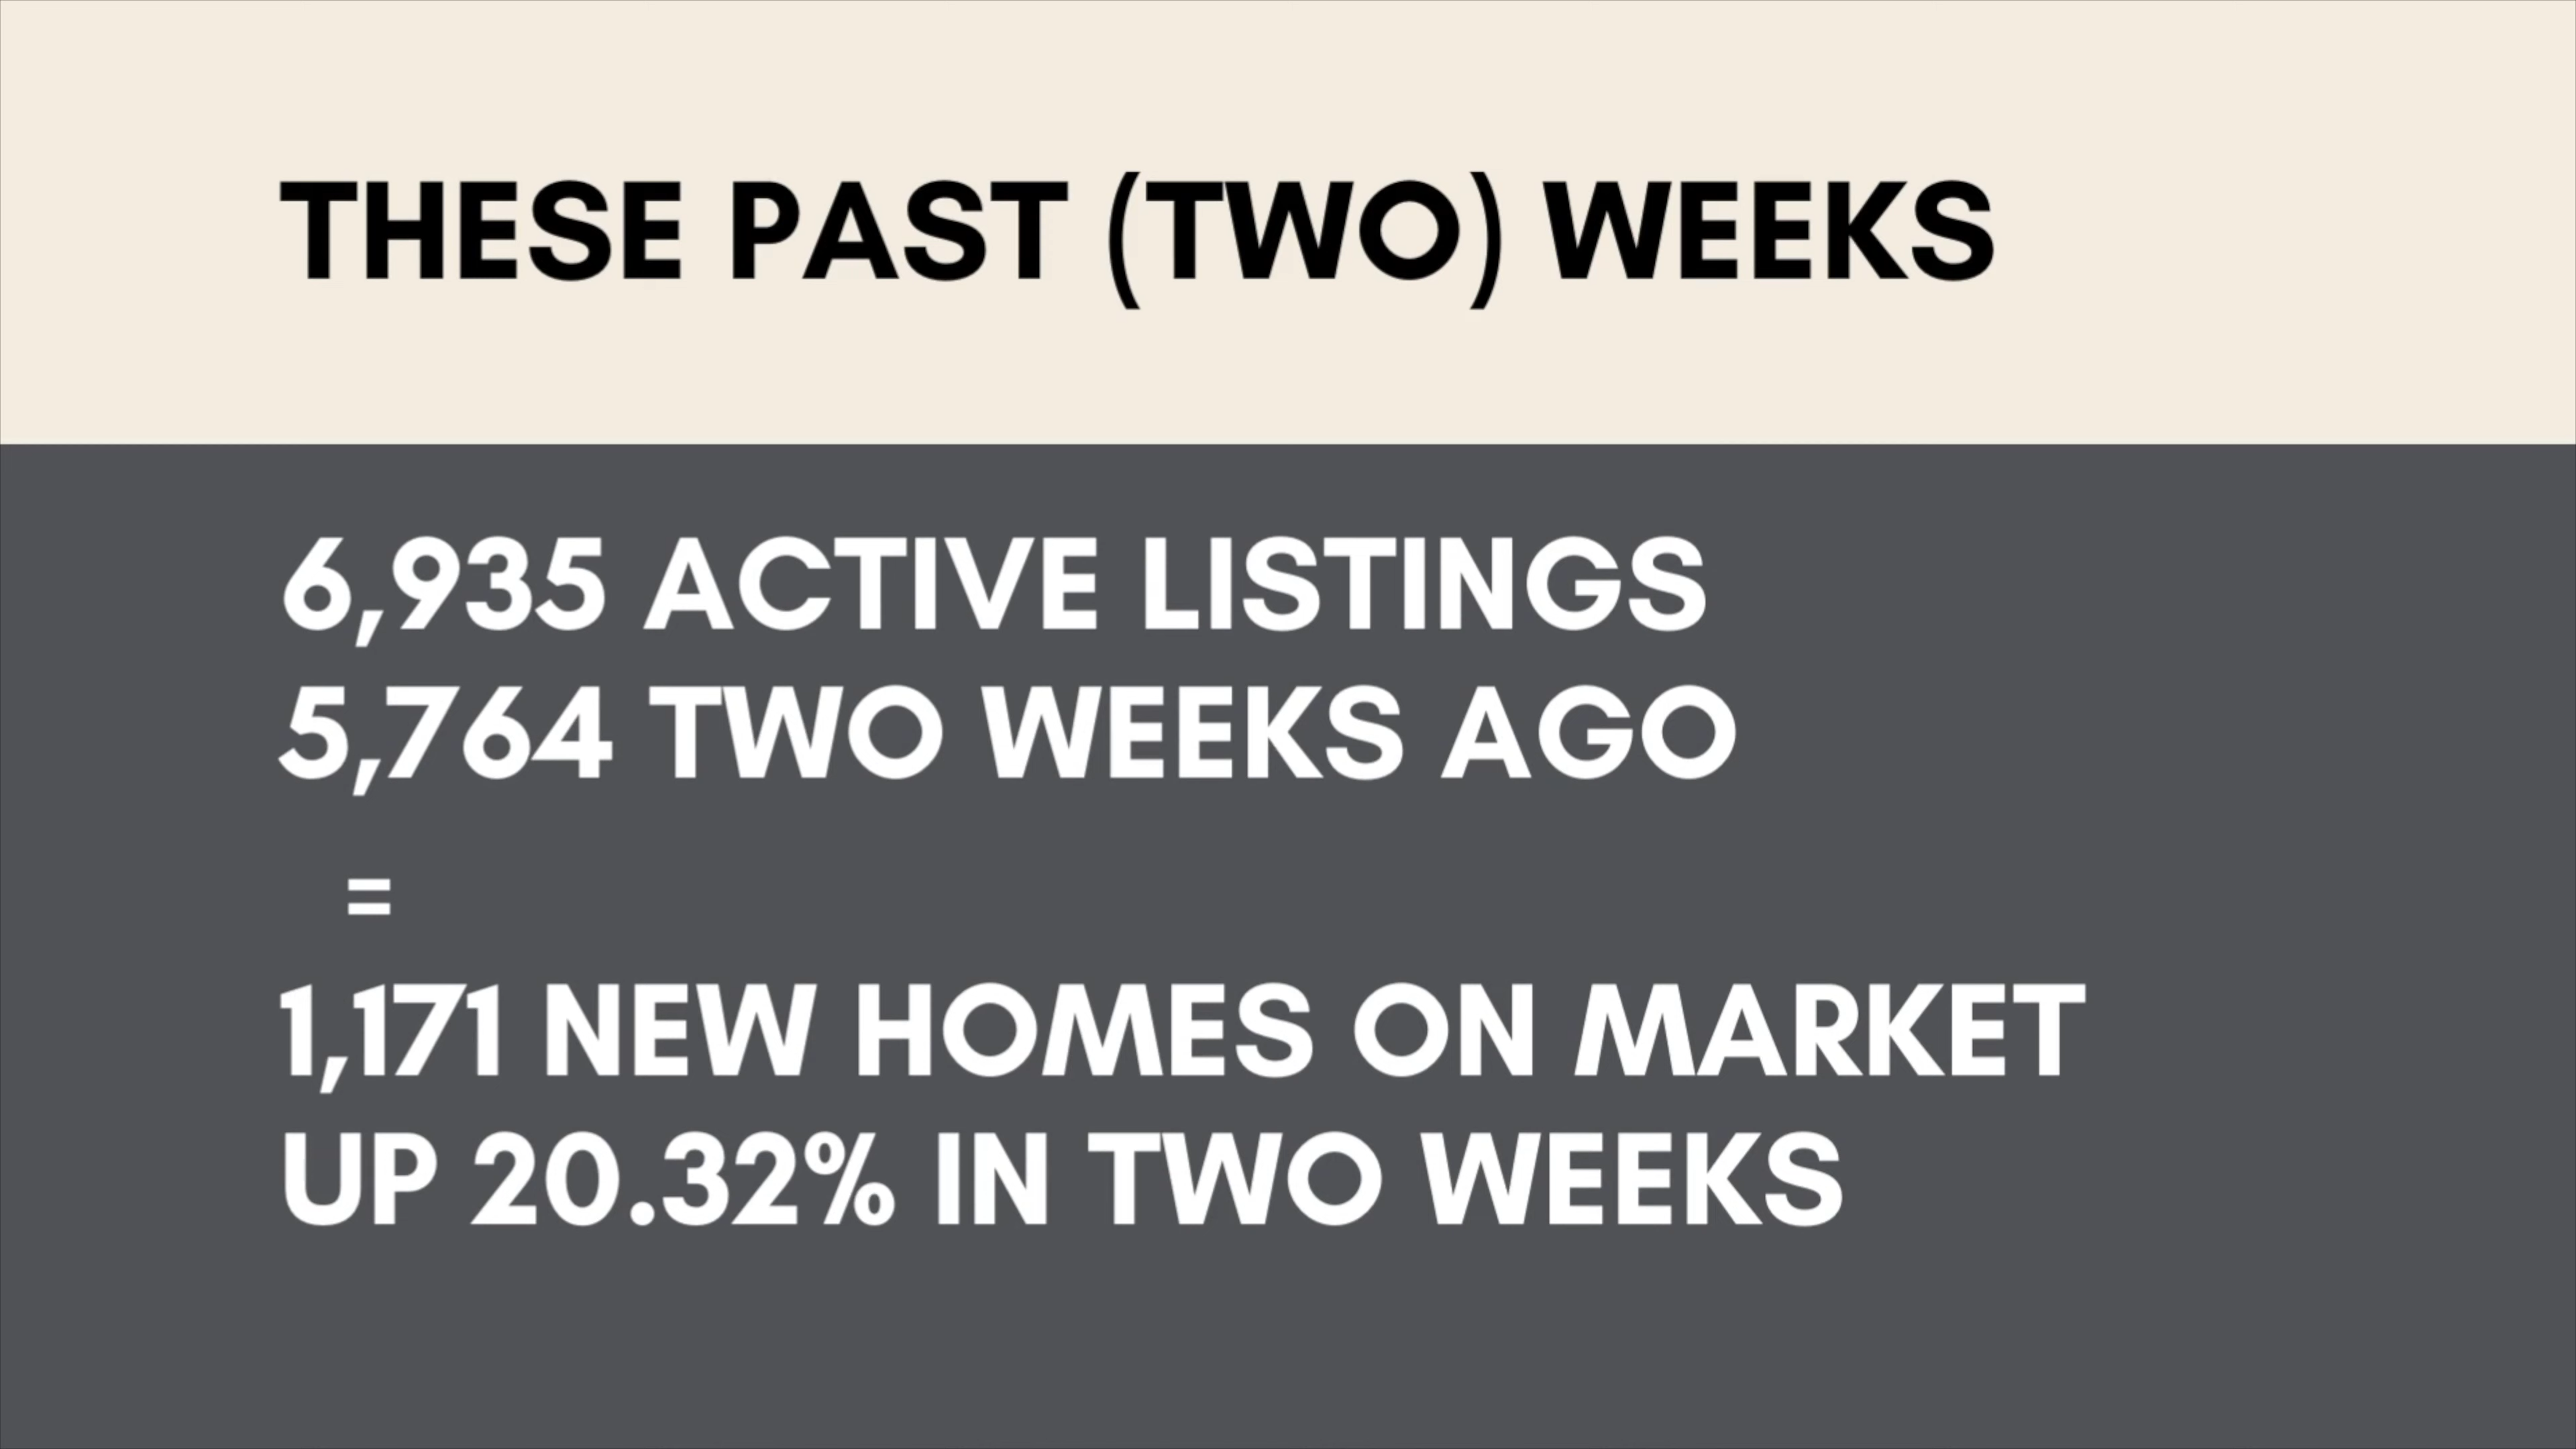 THESE PAST (TWO) WEEKS
6,935 ACTIVE LISTINGS
5,764 TWO WEEKS AGO
=
1,171 NEW HOMES ON MARKET
UP 20.32% IN TWO WEEKS